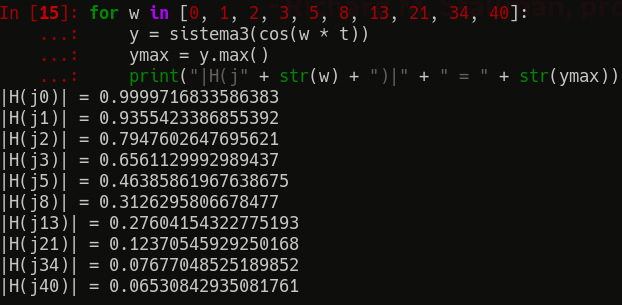 In [15]: for w in [0, 1, 2, 3, 5, 8, 13, 21, 34, 40]:
...: y = sistema3(cos(w * t))
...: ymax = y.max()
...: print("|H(j" + str(w) + ")|" + " = " + str(ymax))
|H(j0)| = 0.9999716833586383
|H(j1)| = 0.9355423386855392
|H(j2)| = 0.7947602647695621
|H(j3)| = 0.6561129992989437
|H(j5)| = 0.46385861967638675
|H(j8)| = 0.3126295806678477
|H(j13)| = 0.27604154322775193
|H(j21)| = 0.12370545929250168
|H(j34)| = 0.07677048525189852
|H(j40)| = 0.06530842935081761